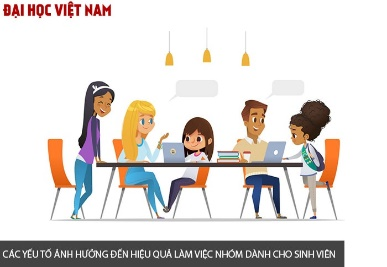 ĐẠI HỌC VIỆT NAM
CÁC YẾU TỐ ẢNH HƯỞNG ĐẾN HIỆU QUẢ LÀM VIỆC NHÓM DÀNH CHO SINH VIÊN